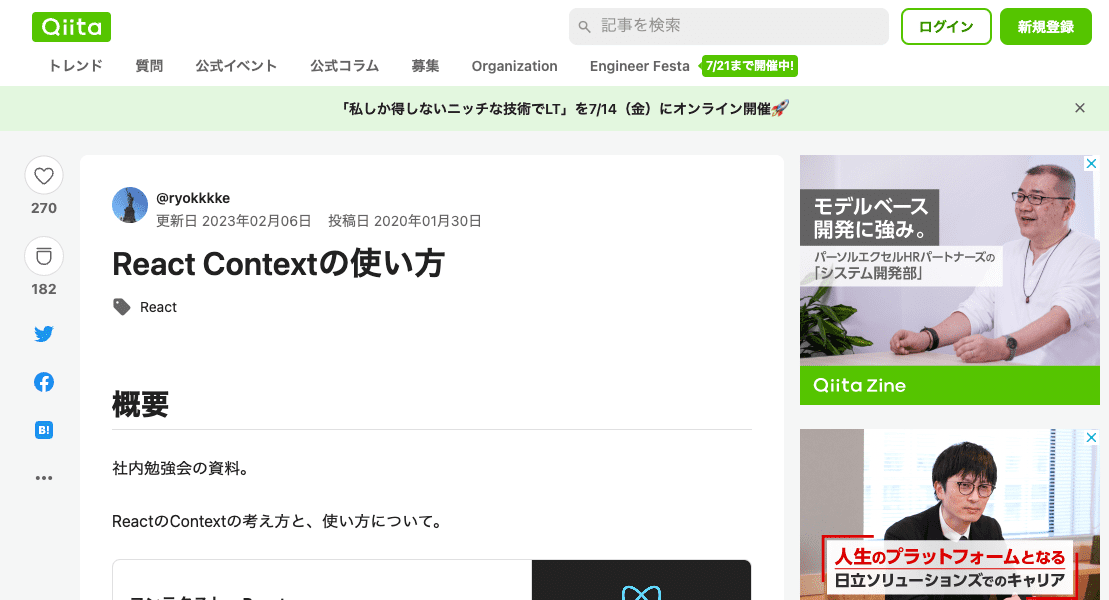 Qiita
記事を検索
ログイン
新規登録
トレンド
質問
公式イベント
公式コラム
募集
Organization
Engineer Festa
7/21まで開催中!
「私しか得しないニッチな技術でLT」を7/14（金）にオンライン開催🚀
270
182
B!
@ryokkkke
更新日 2023年02月06日 投稿日 2020年01月30日
React Contextの使い方
React
概要
社内勉強会の資料。
ReactのContextの考え方と、使い方について。
モデルベース
開発に強み。
パーソルエクセルHRパートナーズの
「システム開発部」
Qiita Zine
人生のプラットフォームとなる
日立ソリューションズでのキャリア